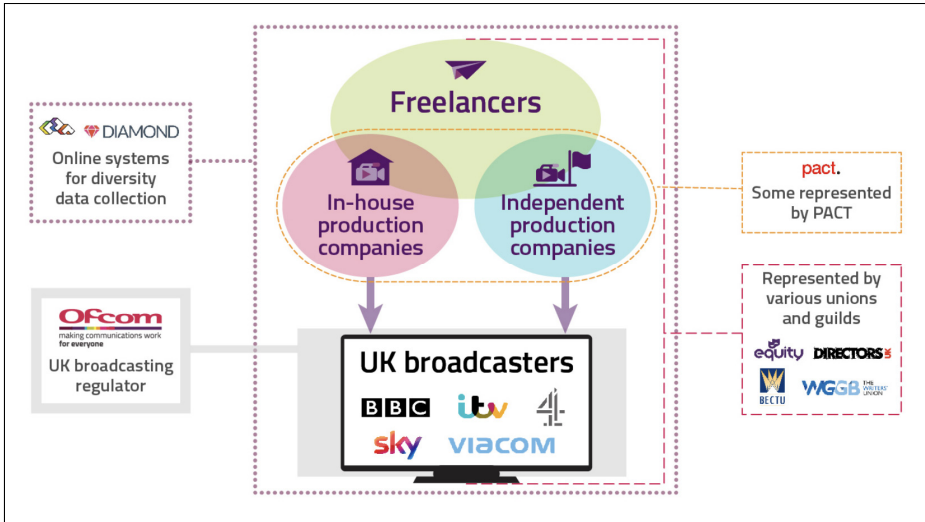 Freelancers
DIAMOND
Online systems
for diversity
data collection
In-house
production
companies
Independent
production
companies
pact.
Some represented
by PACT
Ofcom
making communications work
for everyone
UK broadcasting
regulator
UK broadcasters
BBC
itv
4
sky
VIACOM
Represented by
various unions
and guilds
equity
DIRECTORS UK
BECTU
WGGB THE WRITERS' UNION